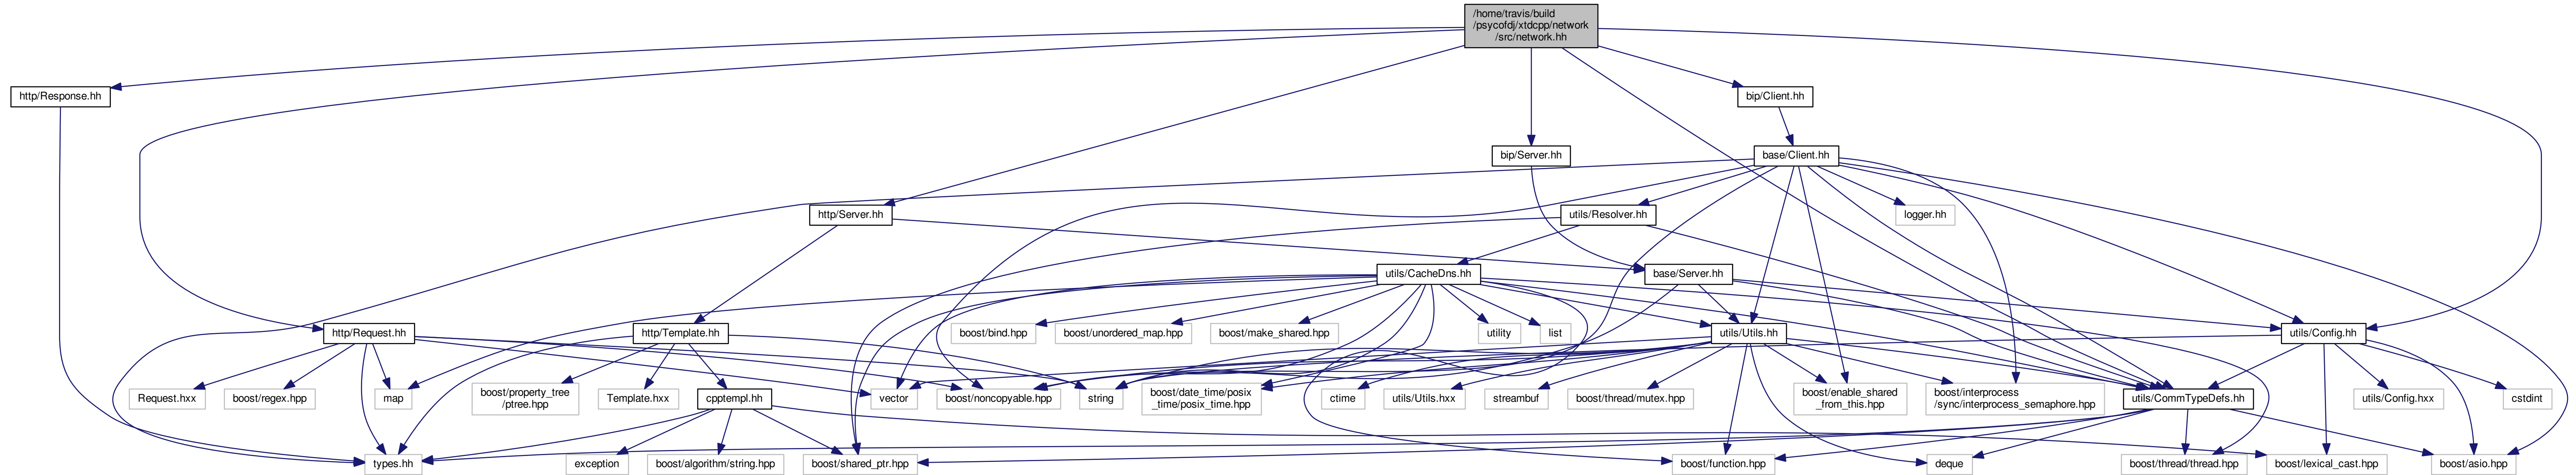 /home/travis/build
/psycofdj/xtdcpp/network
/src/network.hh
http/Response.hh
bip/Client.hh
bip/Server.hh
base/Client.hh
http/Server.hh
utils/Resolver.hh
logger.hh
utils/CacheDns.hh
base/Server.hh
http/Request.hh
http/Template.hh
boost/bind.hpp
boost/unordered_map.hpp
boost/make_shared.hpp
utility
list
utils/Utils.hh
utils/Config.hh
Request.hxx
boost/regex.hpp
map
boost/property_tree
/ptree.hpp
Template.hxx
cpptempl.hh
vector
boost/noncopyable.hpp
string
boost/date_time/posix
_time/posix_time.hpp
ctime
utils/Utils.hxx
streambuf
boost/thread/mutex.hpp
boost/enable_shared
_from_this.hpp
boost/interprocess
/sync/interprocess_semaphore.hpp
utils/CommTypeDefs.hh
utils/Config.hxx
cstdint
types.hh
exception
boost/algorithm/string.hpp
boost/shared_ptr.hpp
boost/function.hpp
deque
boost/thread/thread.hpp
boost/lexical_cast.hpp
boost/asio.hpp